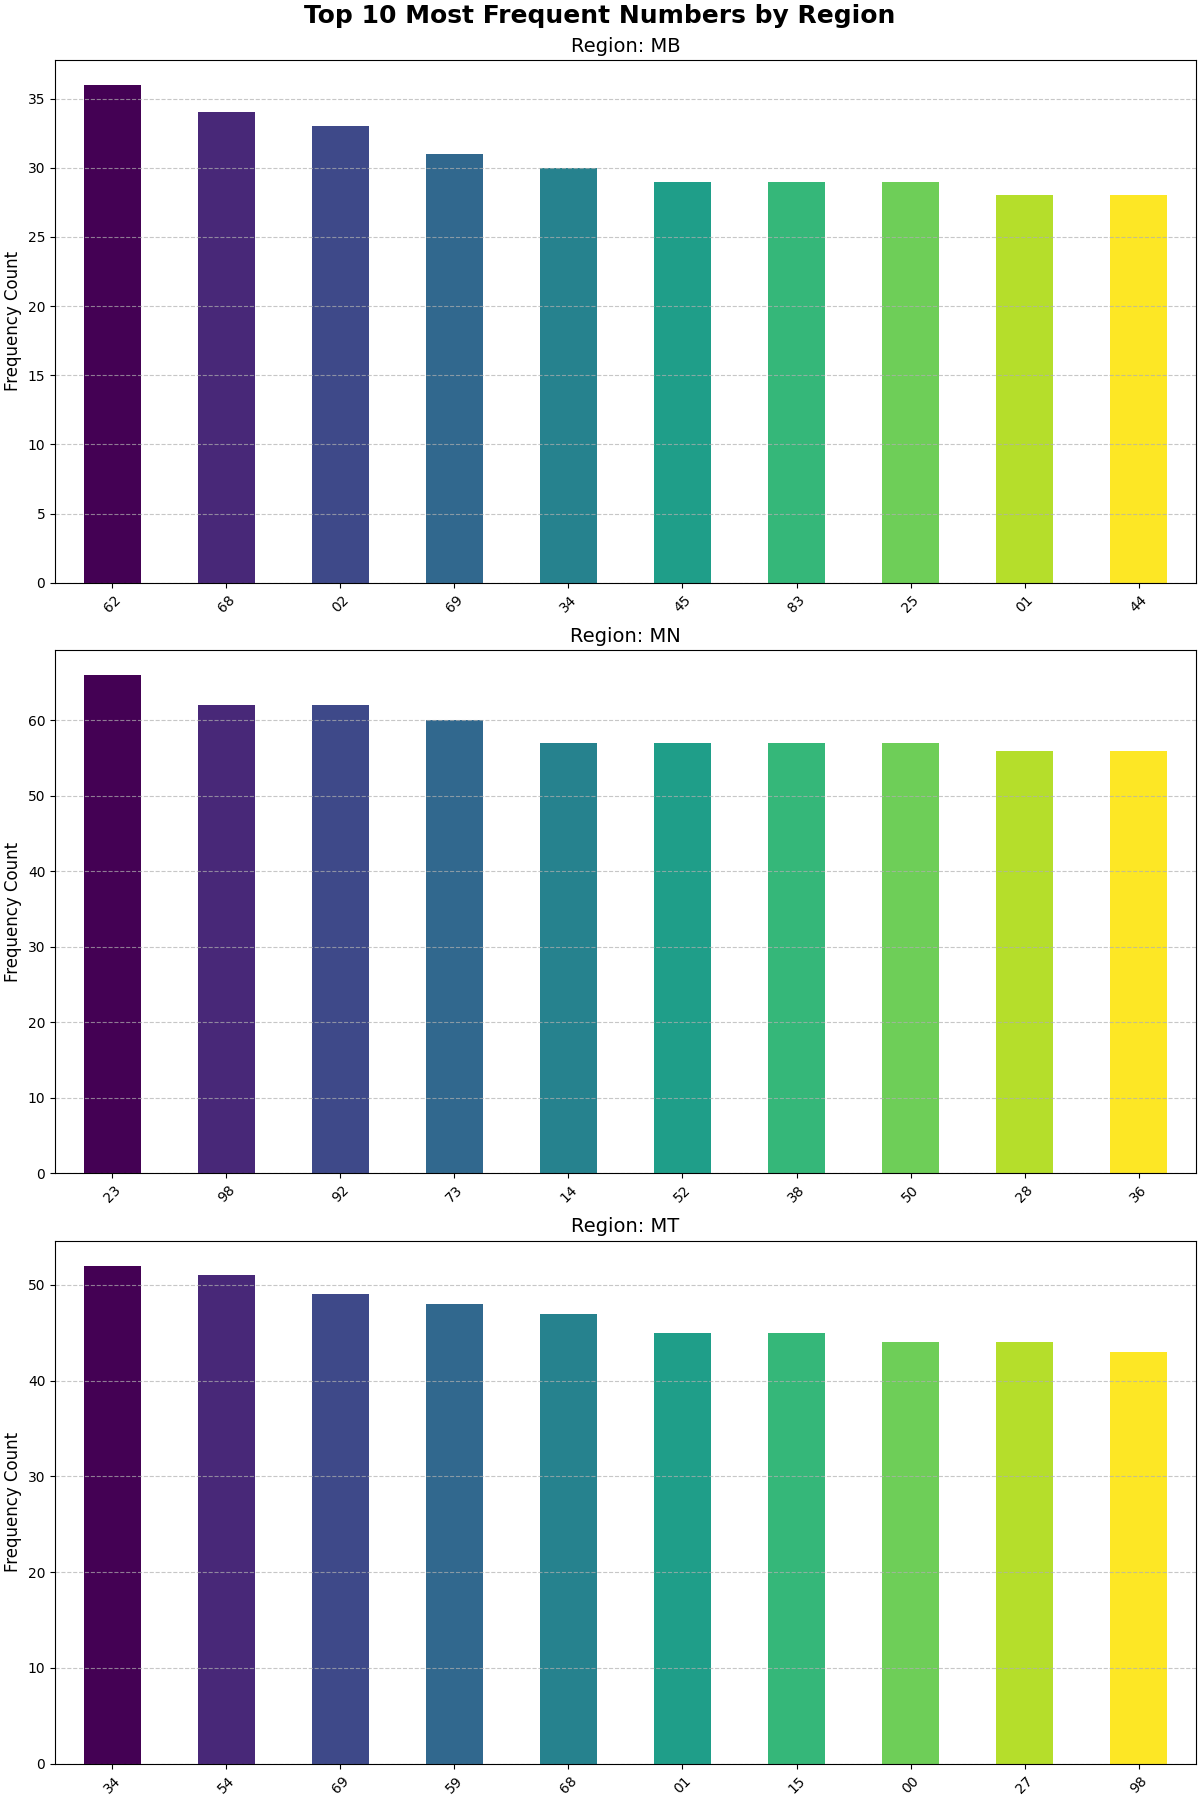 Top 10 Most Frequent Numbers by Region
Region: MB
Frequency Count
35
30
25
20
15
10
5
0
62 68 02 69 34 45 83 25 01 44
Region: MN
Frequency Count
60
50
40
30
20
10
0
23 98 92 73 14 52 38 50 28 36
Region: MT
Frequency Count
50
40
30
20
10
0
34 54 69 59 68 01 15 00 27 98